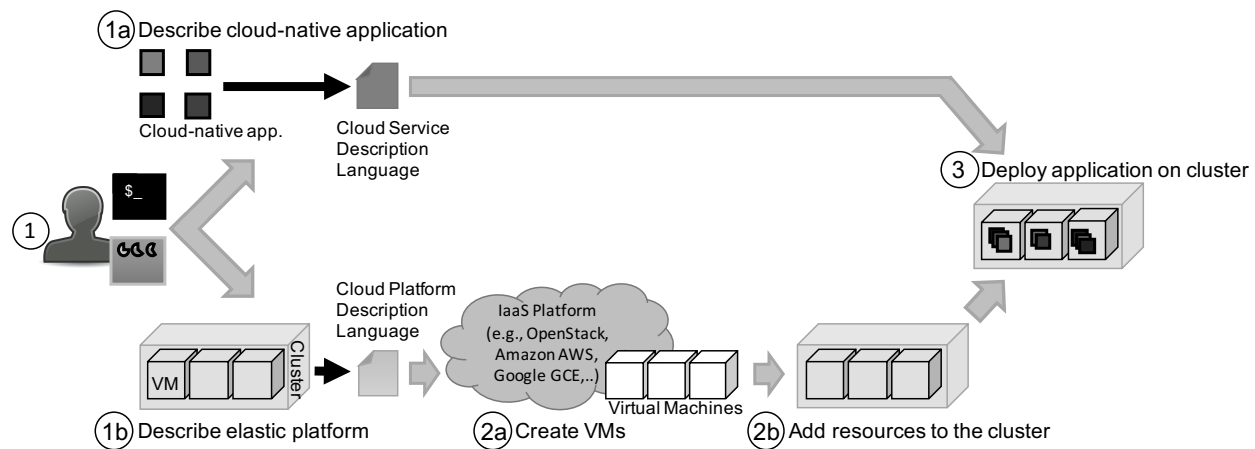 1a Describe cloud-native application
Cloud-native app.
Cloud Service
Description
Language
3 Deploy application on cluster
$_
1
Cloud Platform
Description
Language
IaaS Platform
(e.g., OpenStack,
Amazon AWS,
Google GCE,..)
Cluster
VM
Virtual Machines
1b Describe elastic platform
2a Create VMs
2b Add resources to the cluster